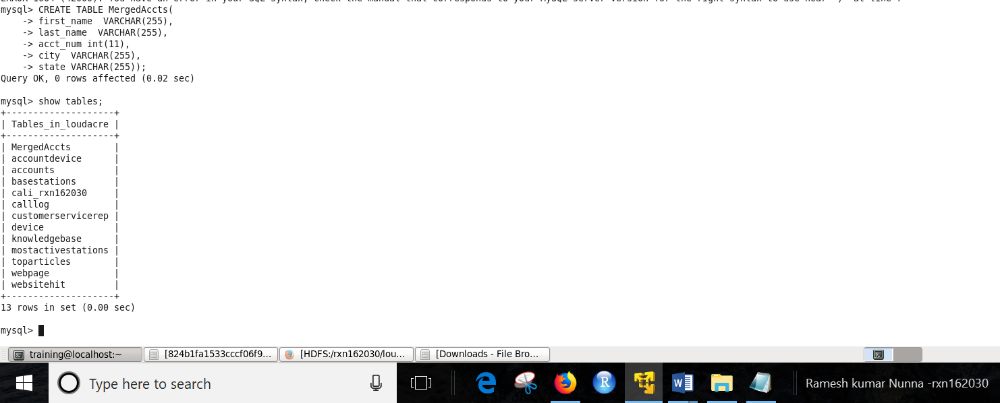 mysql> CREATE TABLE MergedAccts(
    -> first_name  VARCHAR(255),
    -> last_name  VARCHAR(255),
    -> acct_num int(11),
    -> city  VARCHAR(255),
    -> state VARCHAR(255));
Query OK, 0 rows affected (0.02 sec)
mysql> show tables;
+--------------------+
| Tables_in_loudacre |
+--------------------+
| MergedAccts        |
| accountdevice      |
| accounts           |
| basestations       |
| cali_rxn162030     |
| calllog            |
| customerservicerep |
| device             |
| knowledgebase      |
| mostactivestations |
| toparticles        |
| webpage            |
| websitehit         |
+--------------------+
13 rows in set (0.00 sec)
mysql>
training@localhost:~ [824b1fa1533cccf06f9... [HDFS:/rxn162030/lou... [Downloads - File Bro...
Type here to search Ramesh kumar Nunna -rxn162030